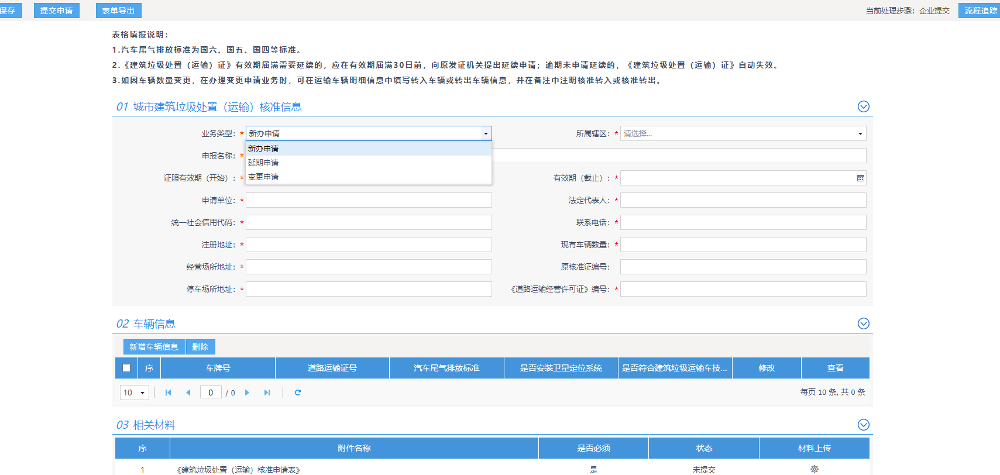 保存 提交申请 表单导出 当前处理步骤：企业提交 流程追踪
表格填报说明：
1.汽车尾气排放标准为国六、国五、国四等标准。
2.《建筑垃圾处置（运输）证》有效期届满需要延续的，应在有效期届满30日前，向原发证机关提出延续申请；逾期未申请延续的，《建筑垃圾处置（运输）证》自动失效。
3.如因车辆数量变更，在办理变更申请业务时，可在运输车辆明细信息中填写转入车辆或转出车辆信息，并在备注中注明核准转入或核准转出。
01 城市建筑垃圾处置（运输）核准信息
业务类型：* 新办申请 所属辖区：* 请选择...
新办申请
申报名称：*
延期申请
证照有效期（开始）：* 变更申请 有效期（截止）：*
申请单位：* 法定代表人：*
统一社会信用代码：* 联系电话：*
注册地址：* 现有车辆数量：*
经营场所地址：* 原核准证编号：
停车场所地址：* 《道路运输经营许可证》编号：*
02 车辆信息
新增车辆信息 删除
序 车牌号 道路运输证号 汽车尾气排放标准 是否安装卫星定位系统 是否符合建筑垃圾运输车技... 修改 查看
10 0 / 0 每页 10 条, 共 0 条
03 相关材料
序 附件名称 是否必须 状态 材料上传
1 《建筑垃圾处置（运输）核准申请表》 是 未提交